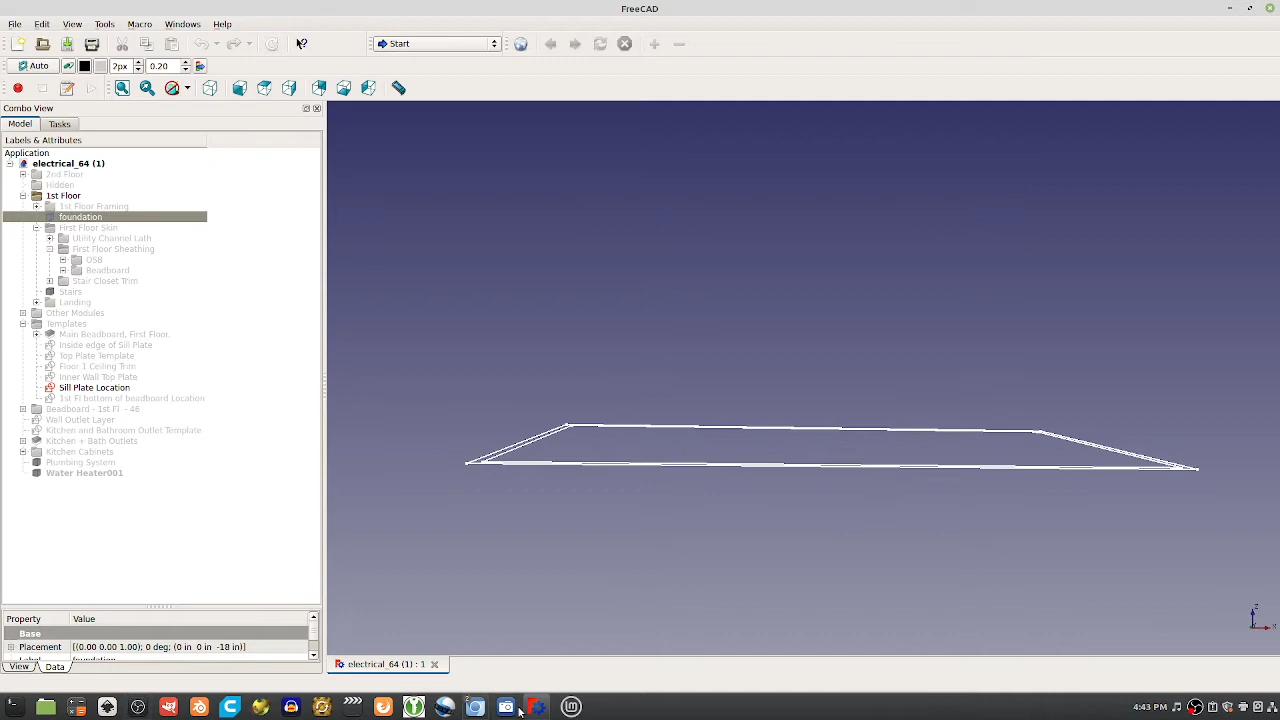 FreeCAD
File Edit View Tools Macro Windows Help
Start
Auto 2px 0.20
Combo View
Model Tasks
Labels & Attributes
Application
electrical_64 (1)
2nd Floor
Hidden
1st Floor
1st Floor Framing
foundation
First Floor Skin
Utility Channel Lath
First Floor Sheathing
OSB
Beadboard
Stair Closet Trim
Stairs
Landing
Other Modules
Templates
Main Beadboard, First Floor.
Inside edge of Sill Plate
Top Plate Template
Floor 1 Ceiling Trim
Inner Wall Top Plate
Sill Plate Location
1st Fl bottom of beadboard Location
Beadboard - 1st Fl - 46
Wall Outlet Layer
Kitchen and Bathroom Outlet Template
Kitchen + Bath Outlets
Kitchen Cabinets
Plumbing System
Water Heater001
Property Value
Base
Placement [(0.00 0.00 1.00); 0 deg; (0 in 0 in -18 in)]
View Data
electrical_64 (1) : 1
4:43 PM